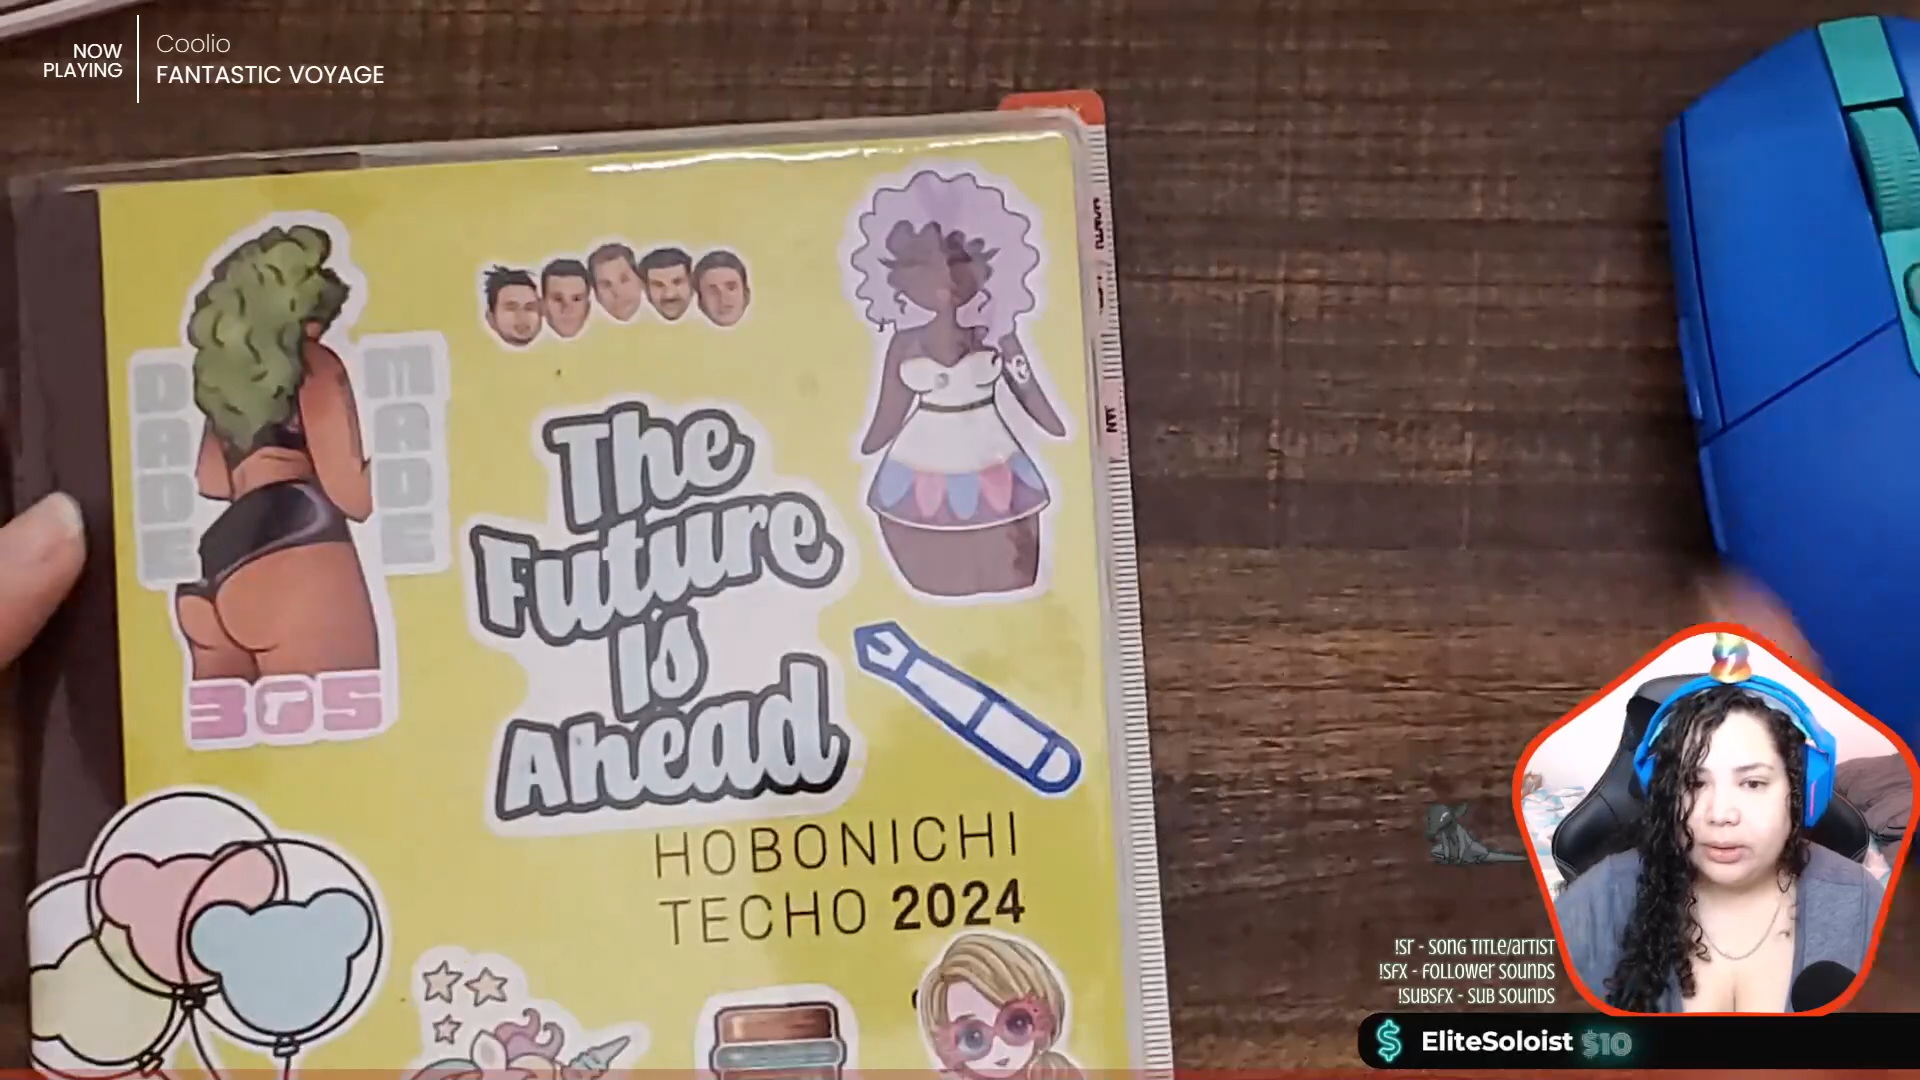 NOW
PLAYING
Coolio
FANTASTIC VOYAGE
DADE
MADE
305
The
Future
Is
Ahead
HOBONICHI
TECHO 2024
JAN
!SR - SONG TITLE/ARTIST
!SFX - FOLLOWER SOUNDS
!SUBSFX - SUB SOUNDS
$ EliteSoloist $10